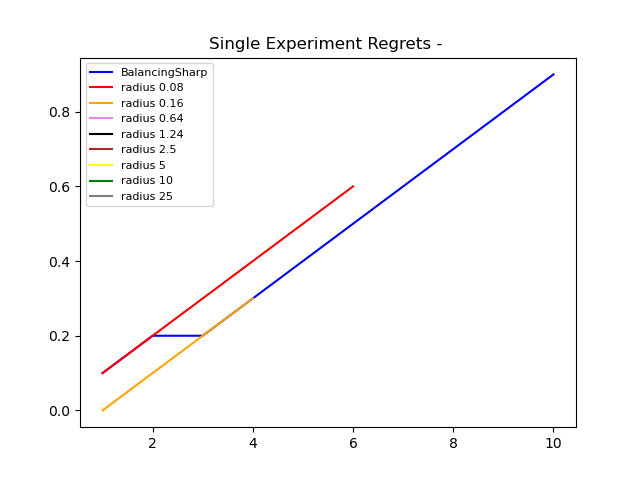 Single Experiment Regrets -
BalancingSharp
radius 0.08
radius 0.16
radius 0.64
radius 1.24
radius 2.5
radius 5
radius 10
radius 25
0.8
0.6
0.4
0.2
0.0
2 4 6 8 10